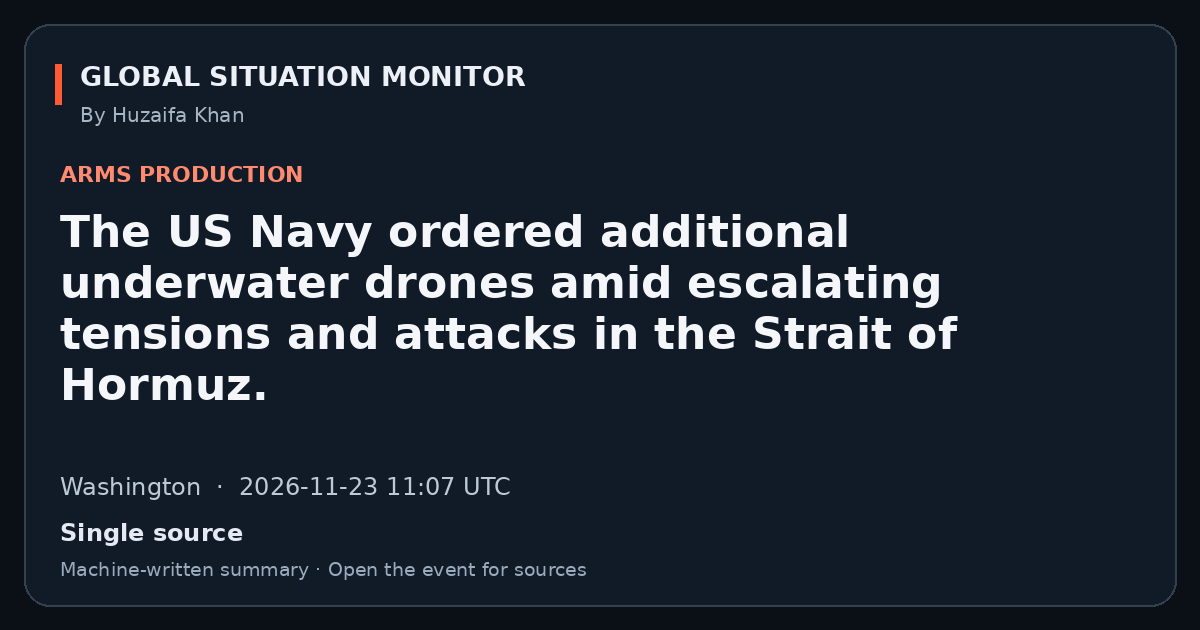 GLOBAL SITUATION MONITOR
By Huzaifa Khan
ARMS PRODUCTION
The US Navy ordered additional
underwater drones amid escalating
tensions and attacks in the Strait of
Hormuz.
Washington · 2026-11-23 11:07 UTC
Single source
Machine-written summary · Open the event for sources